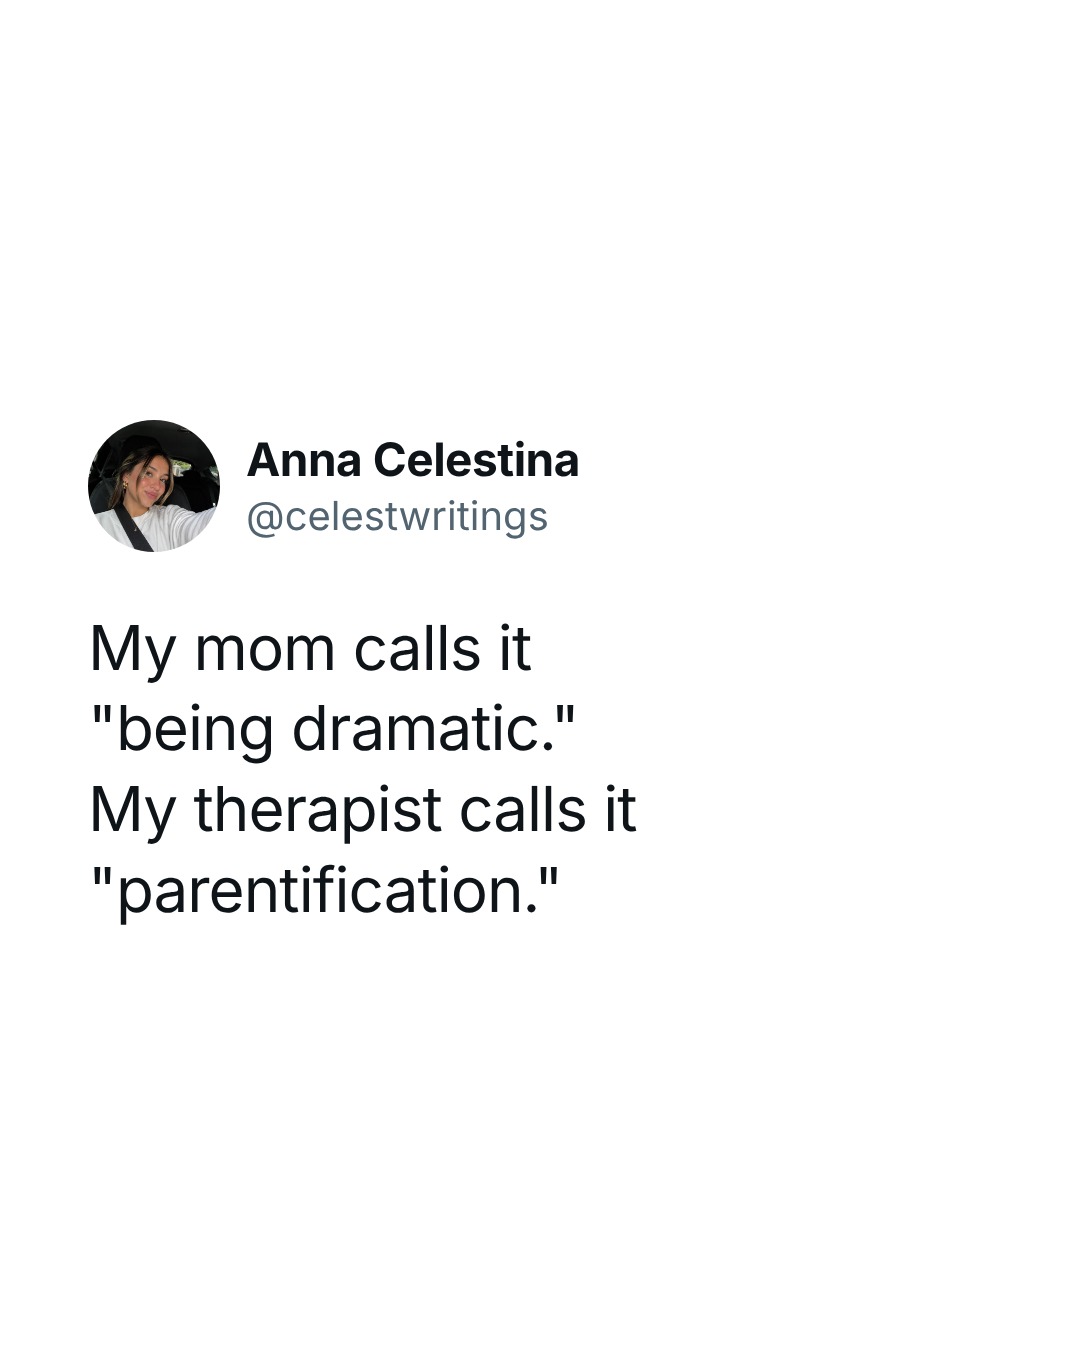 Anna Celestina
@celestwritings
My mom calls it
"being dramatic."
My therapist calls it
"parentification."